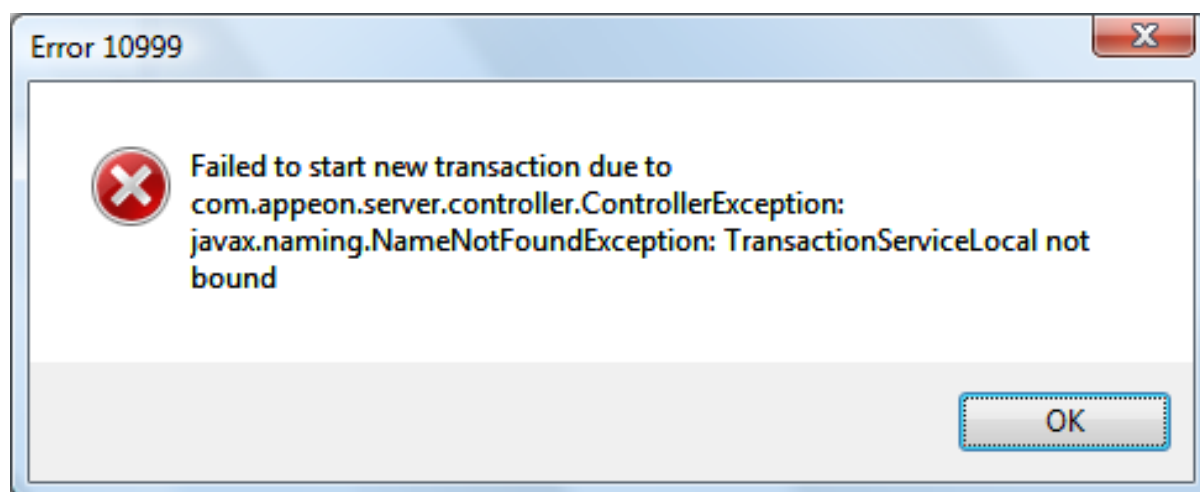 Error 10999
Failed to start new transaction due to
com.appeon.server.controller.ControllerException:
javax.naming.NameNotFoundException: TransactionServiceLocal not
bound
OK